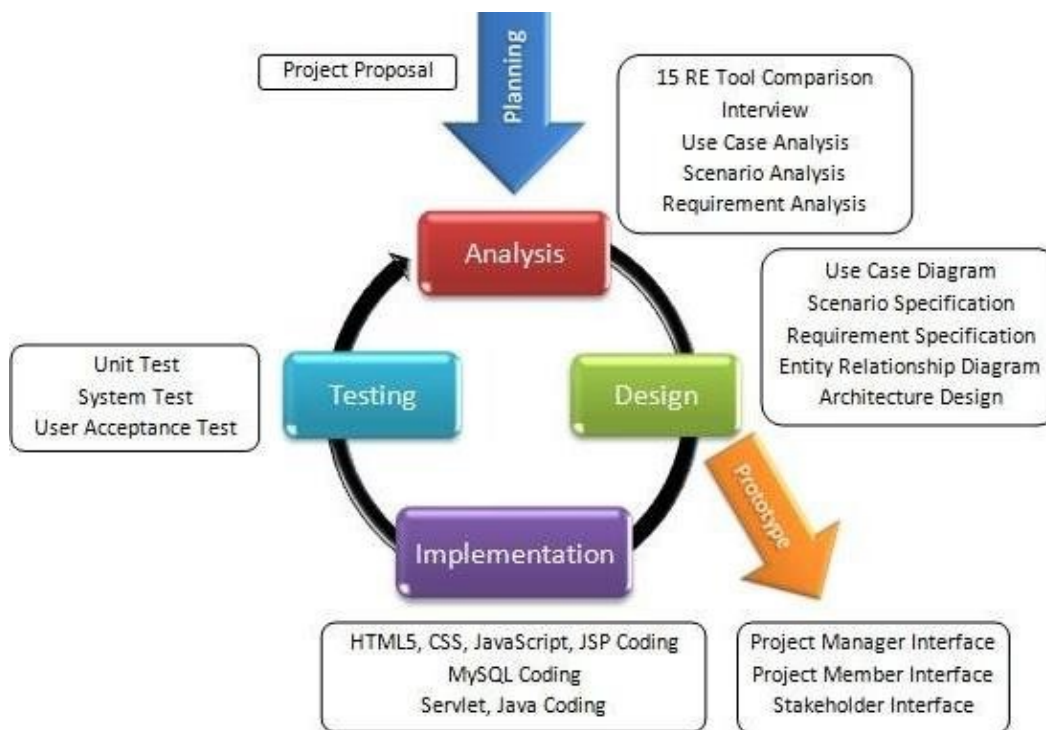 Project Proposal
Planning
15 RE Tool Comparison
Interview
Use Case Analysis
Scenario Analysis
Requirement Analysis
Analysis
Use Case Diagram
Scenario Specification
Requirement Specification
Entity Relationship Diagram
Architecture Design
Unit Test
System Test
User Acceptance Test
Testing
Design
Prototype
Implementation
HTML5, CSS, JavaScript, JSP Coding
MySQL Coding
Servlet, Java Coding
Project Manager Interface
Project Member Interface
Stakeholder Interface